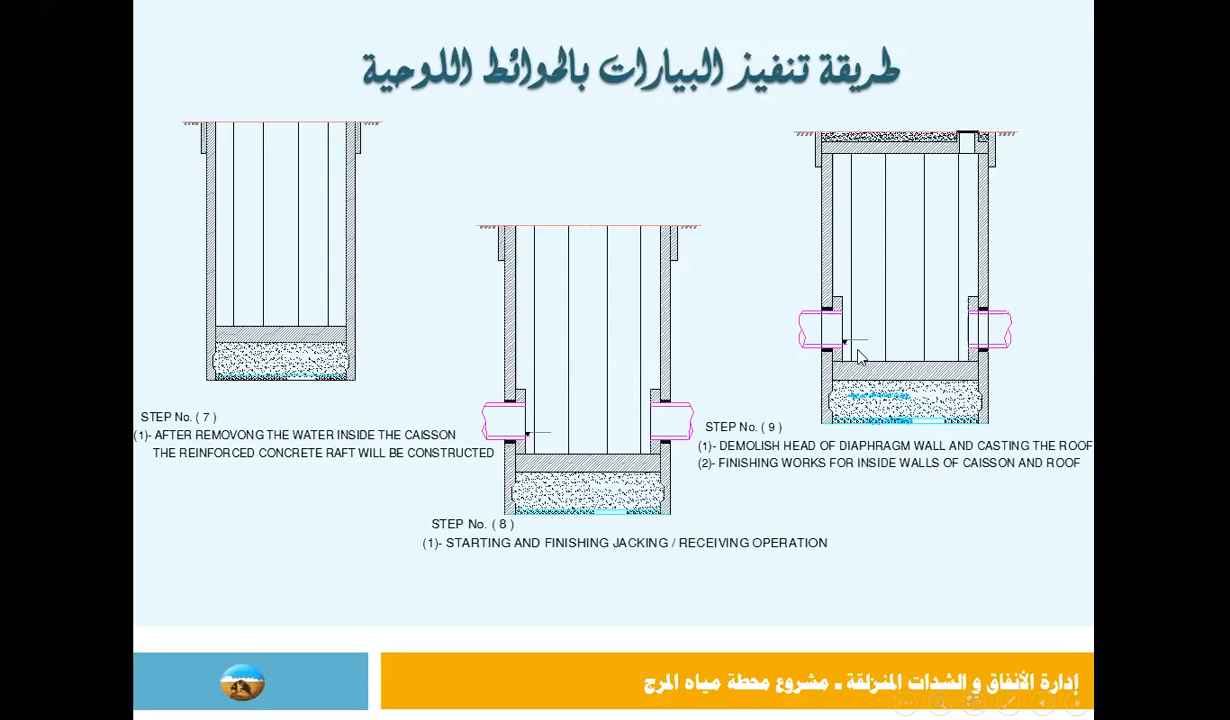 طريقة تنفيذ البيارات بالحوائط اللوحية
STEP No. ( 7 )
(1)- AFTER REMOVONG THE WATER INSIDE THE CAISSON
THE REINFORCED CONCRETE RAFT WILL BE CONSTRUCTED
STEP No. ( 8 )
(1)- STARTING AND FINISHING JACKING / RECEIVING OPERATION
STEP No. ( 9 )
(1)- DEMOLISH HEAD OF DIAPHRAGM WALL AND CASTING THE ROOF
(2)- FINISHING WORKS FOR INSIDE WALLS OF CAISSON AND ROOF
إدارة الأنفاق و الشدات المنزلقة - مشروع محطة مياه المرج